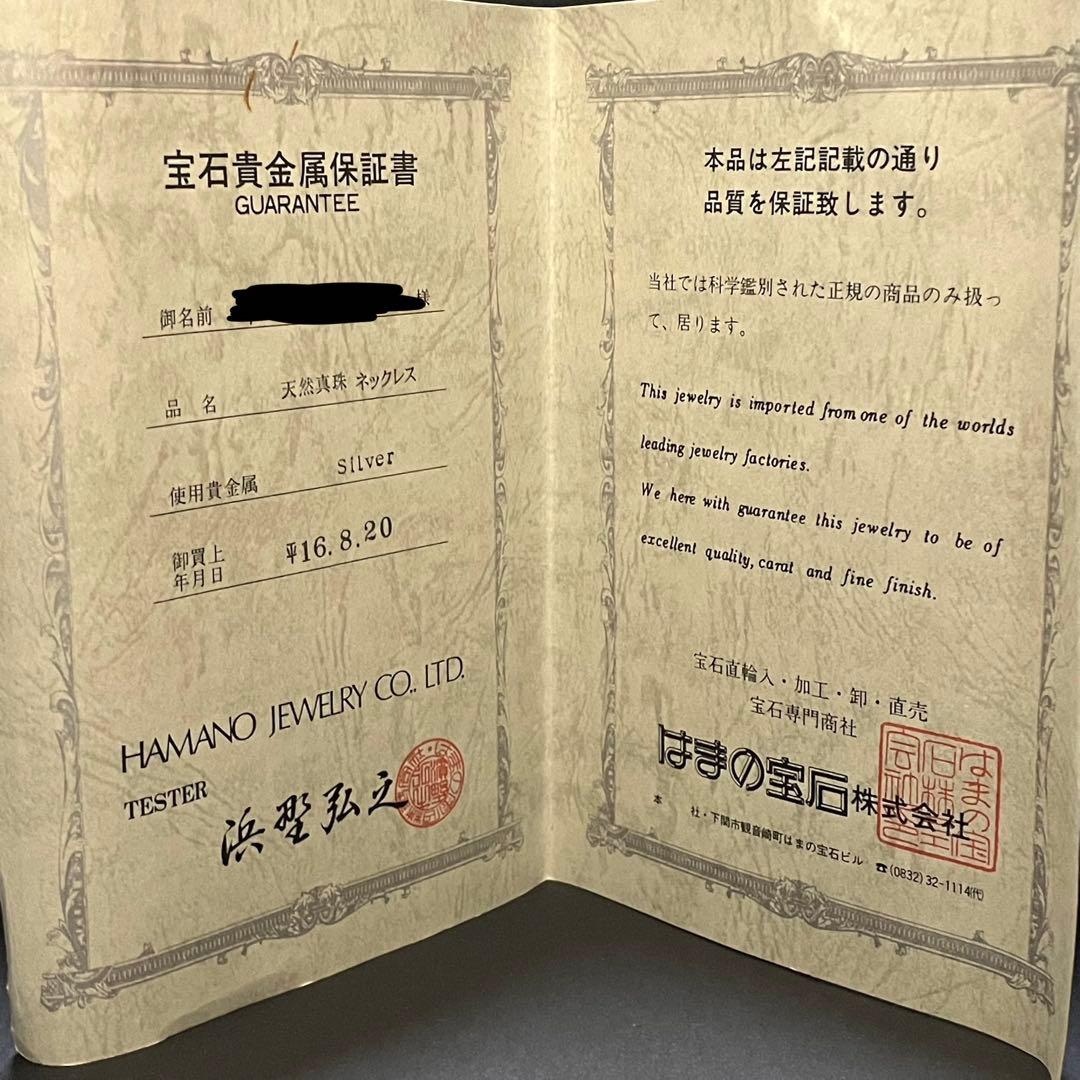 宝石貴金属保証書
GUARANTEE
御名前 様
品名 天然真珠 ネックレス
使用貴金属 Silver
御買上
年月日 平16.8.20
HAMANO JEWELRY CO., LTD.
TESTER
浜野弘之
本品は左記記載の通り
品質を保証致します。
当社では科学鑑別された正規の商品のみ扱っ
て、居ります。
This jewelry is imported from one of the worlds
leading jewelry factories.
We here with guarantee this jewelry to be of
excellent quality, carat and fine finish.
宝石直輸入・加工・卸・直売
宝石専門商社
はまの宝石株式会社
本社・下関市観音崎町はまの宝石ビル ☎(0832)32-1114(代)